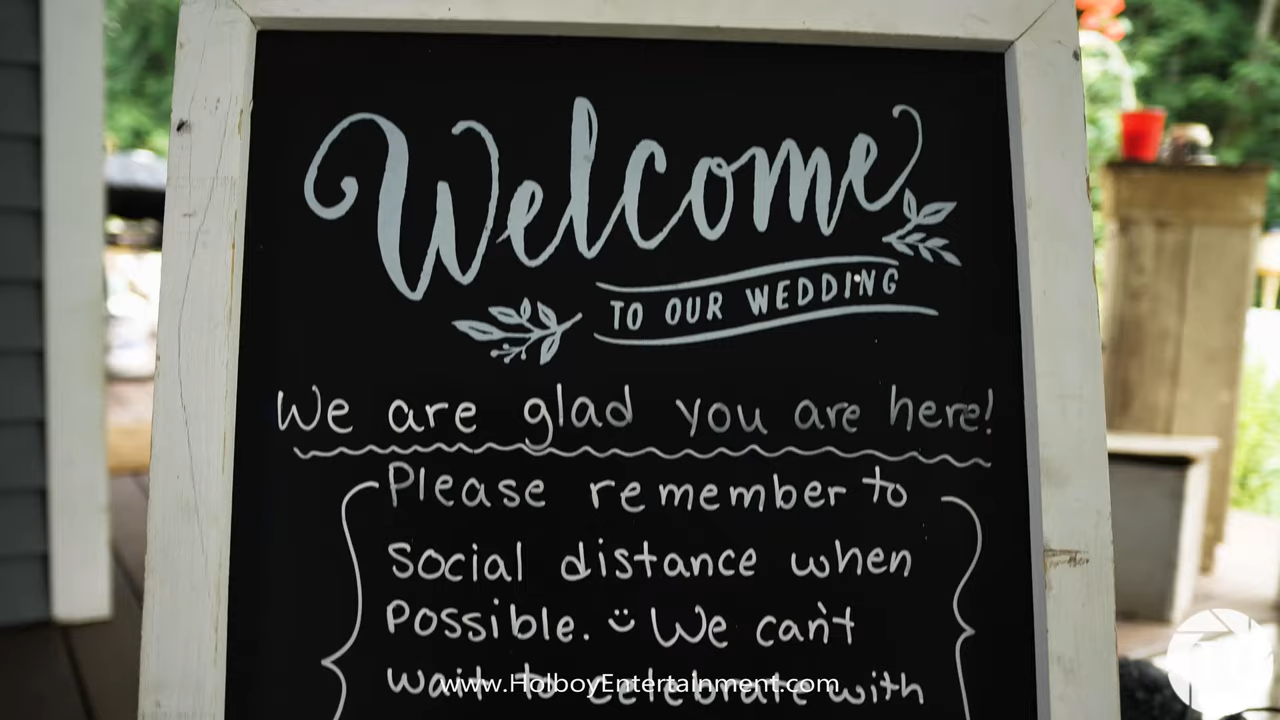 Welcome
TO OUR WEDDING
We are glad you are here!
Please remember to
social distance when
possible. We can't
wait to celebrate with
www.HolboyEntertainment.com